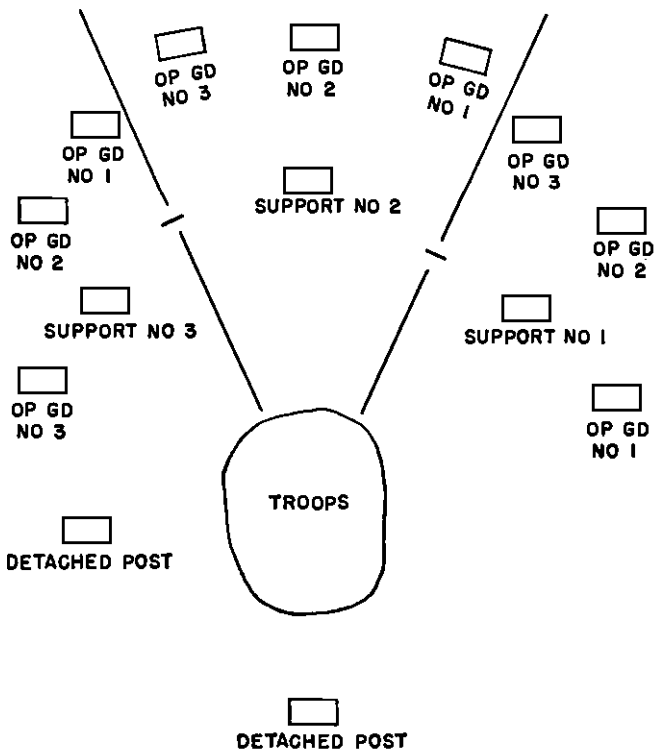 OP GD
NO 3
OP GD
NO 2
OP GD
NO 1
OP GD
NO 1
OP GD
NO 3
SUPPORT NO 2
OP GD
NO 2
OP GD
NO 2
SUPPORT NO 3
SUPPORT NO 1
OP GD
NO 3
OP GD
NO 1
TROOPS
DETACHED POST
DETACHED POST